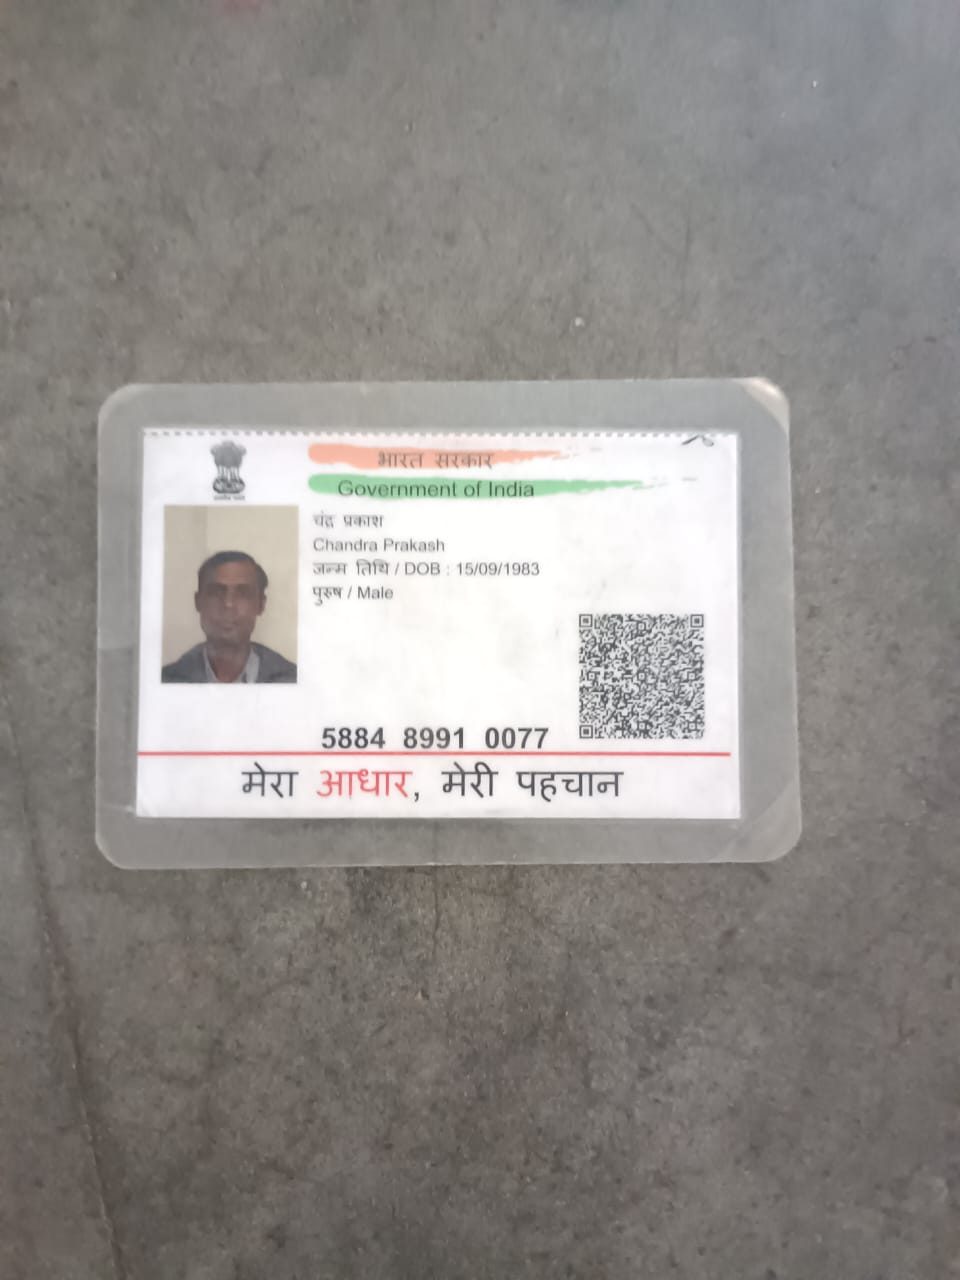 भारत सरकार
Government of India
चंद्र प्रकाश
Chandra Prakash
जन्म तिथि / DOB : 15/09/1983
पुरुष / Male
5884 8991 0077
मेरा आधार, मेरी पहचान